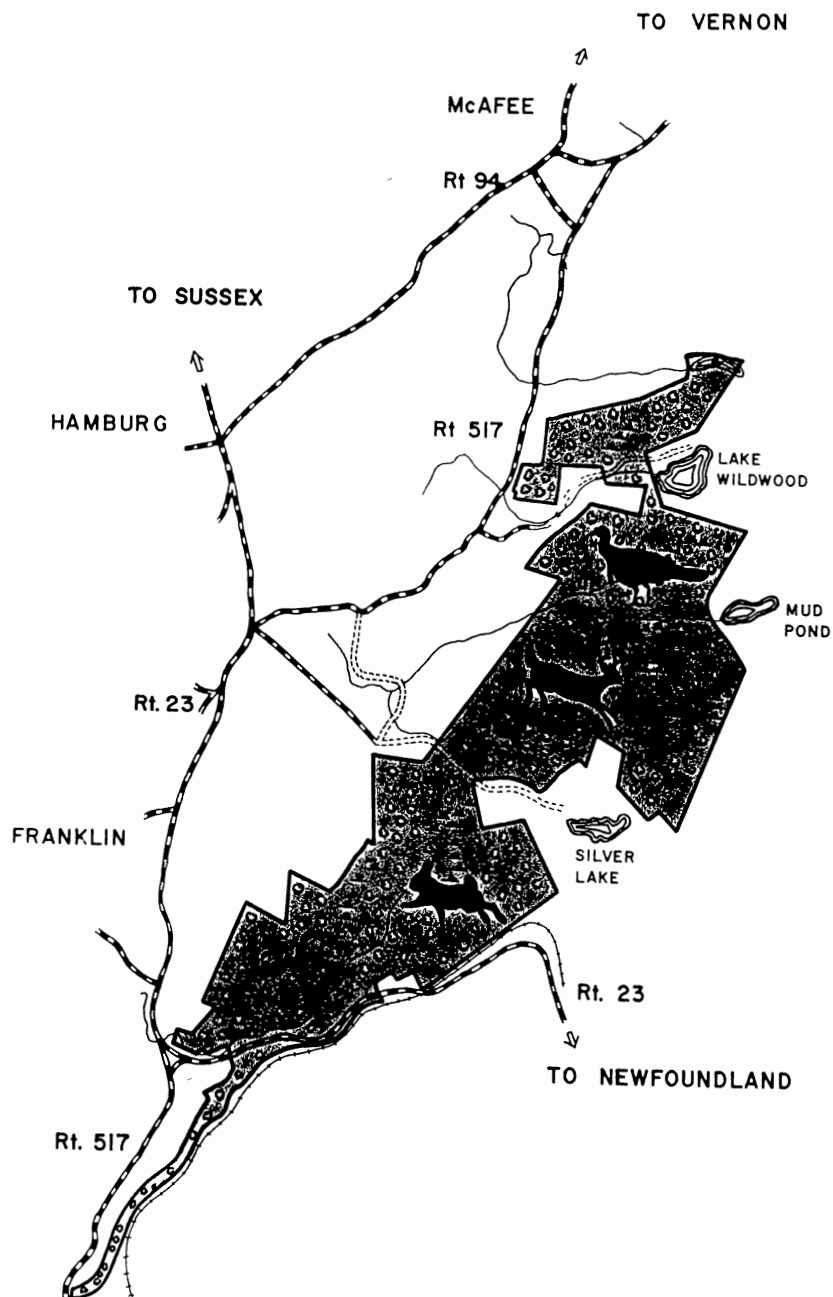 TO VERNON
McAFEE
Rt 94
TO SUSSEX
HAMBURG
Rt 517
LAKE
WILDWOOD
MUD
POND
Rt. 23
FRANKLIN
SILVER
LAKE
Rt. 23
TO NEWFOUNDLAND
Rt. 517